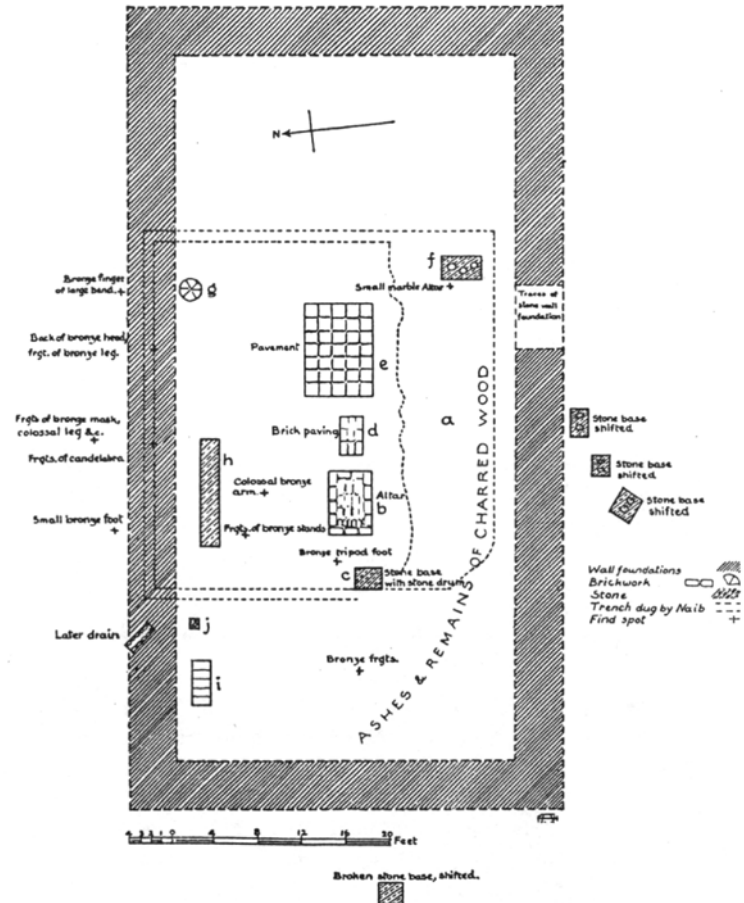 N
f
Small marble Altar +
Bronze finger
of large hand. +
g
Traces of
stone wall
foundation
Back of bronze head,
frgt. of bronze leg.
Pavement
e
Frgts of bronze mask,
colossal leg &c.
+
Frgts. of candelabra.
Brick paving
d
a
h
Colossal bronze
arm. +
Altar
b
Small bronze foot
+
Frgts. of bronze stands
+
Bronze tripod foot
+
c
Stone base
with stone drum
ASHES & REMAINS OF CHARRED WOOD
Stone base
shifted
Stone base
shifted.
Stone base
shifted
Wall foundations
Brickwork
Stone
Trench dug by Naib
Find spot +
Later drain
j
i
Bronze frgts.
+
4 3 2 1 0 4 8 12 16 20 Feet
Broken stone base, shifted.